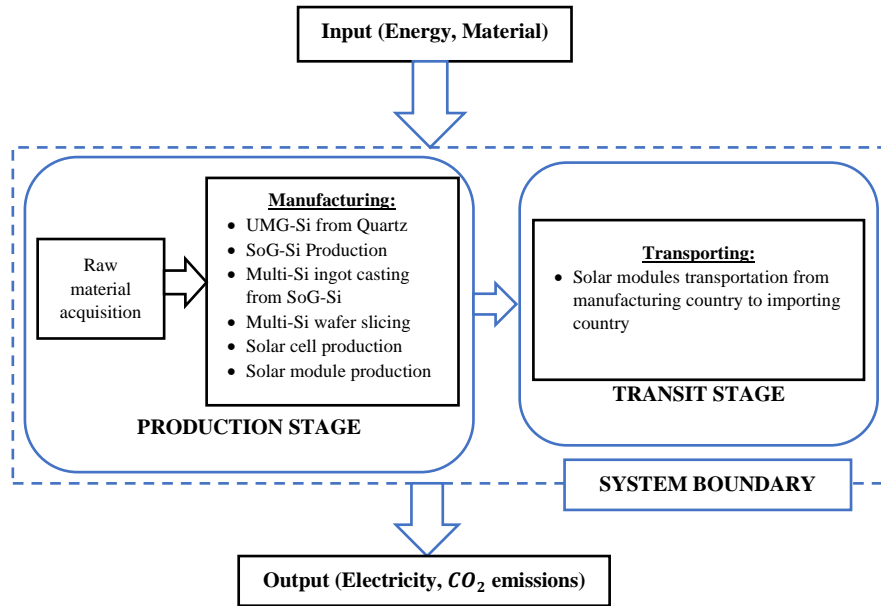 Input (Energy, Material)
Raw
material
acquisition
Manufacturing:
• UMG-Si from Quartz
• SoG-Si Production
• Multi-Si ingot casting
from SoG-Si
• Multi-Si wafer slicing
• Solar cell production
• Solar module production
PRODUCTION STAGE
Transporting:
• Solar modules transportation from
manufacturing country to importing
country
TRANSIT STAGE
SYSTEM BOUNDARY
Output (Electricity, CO₂ emissions)